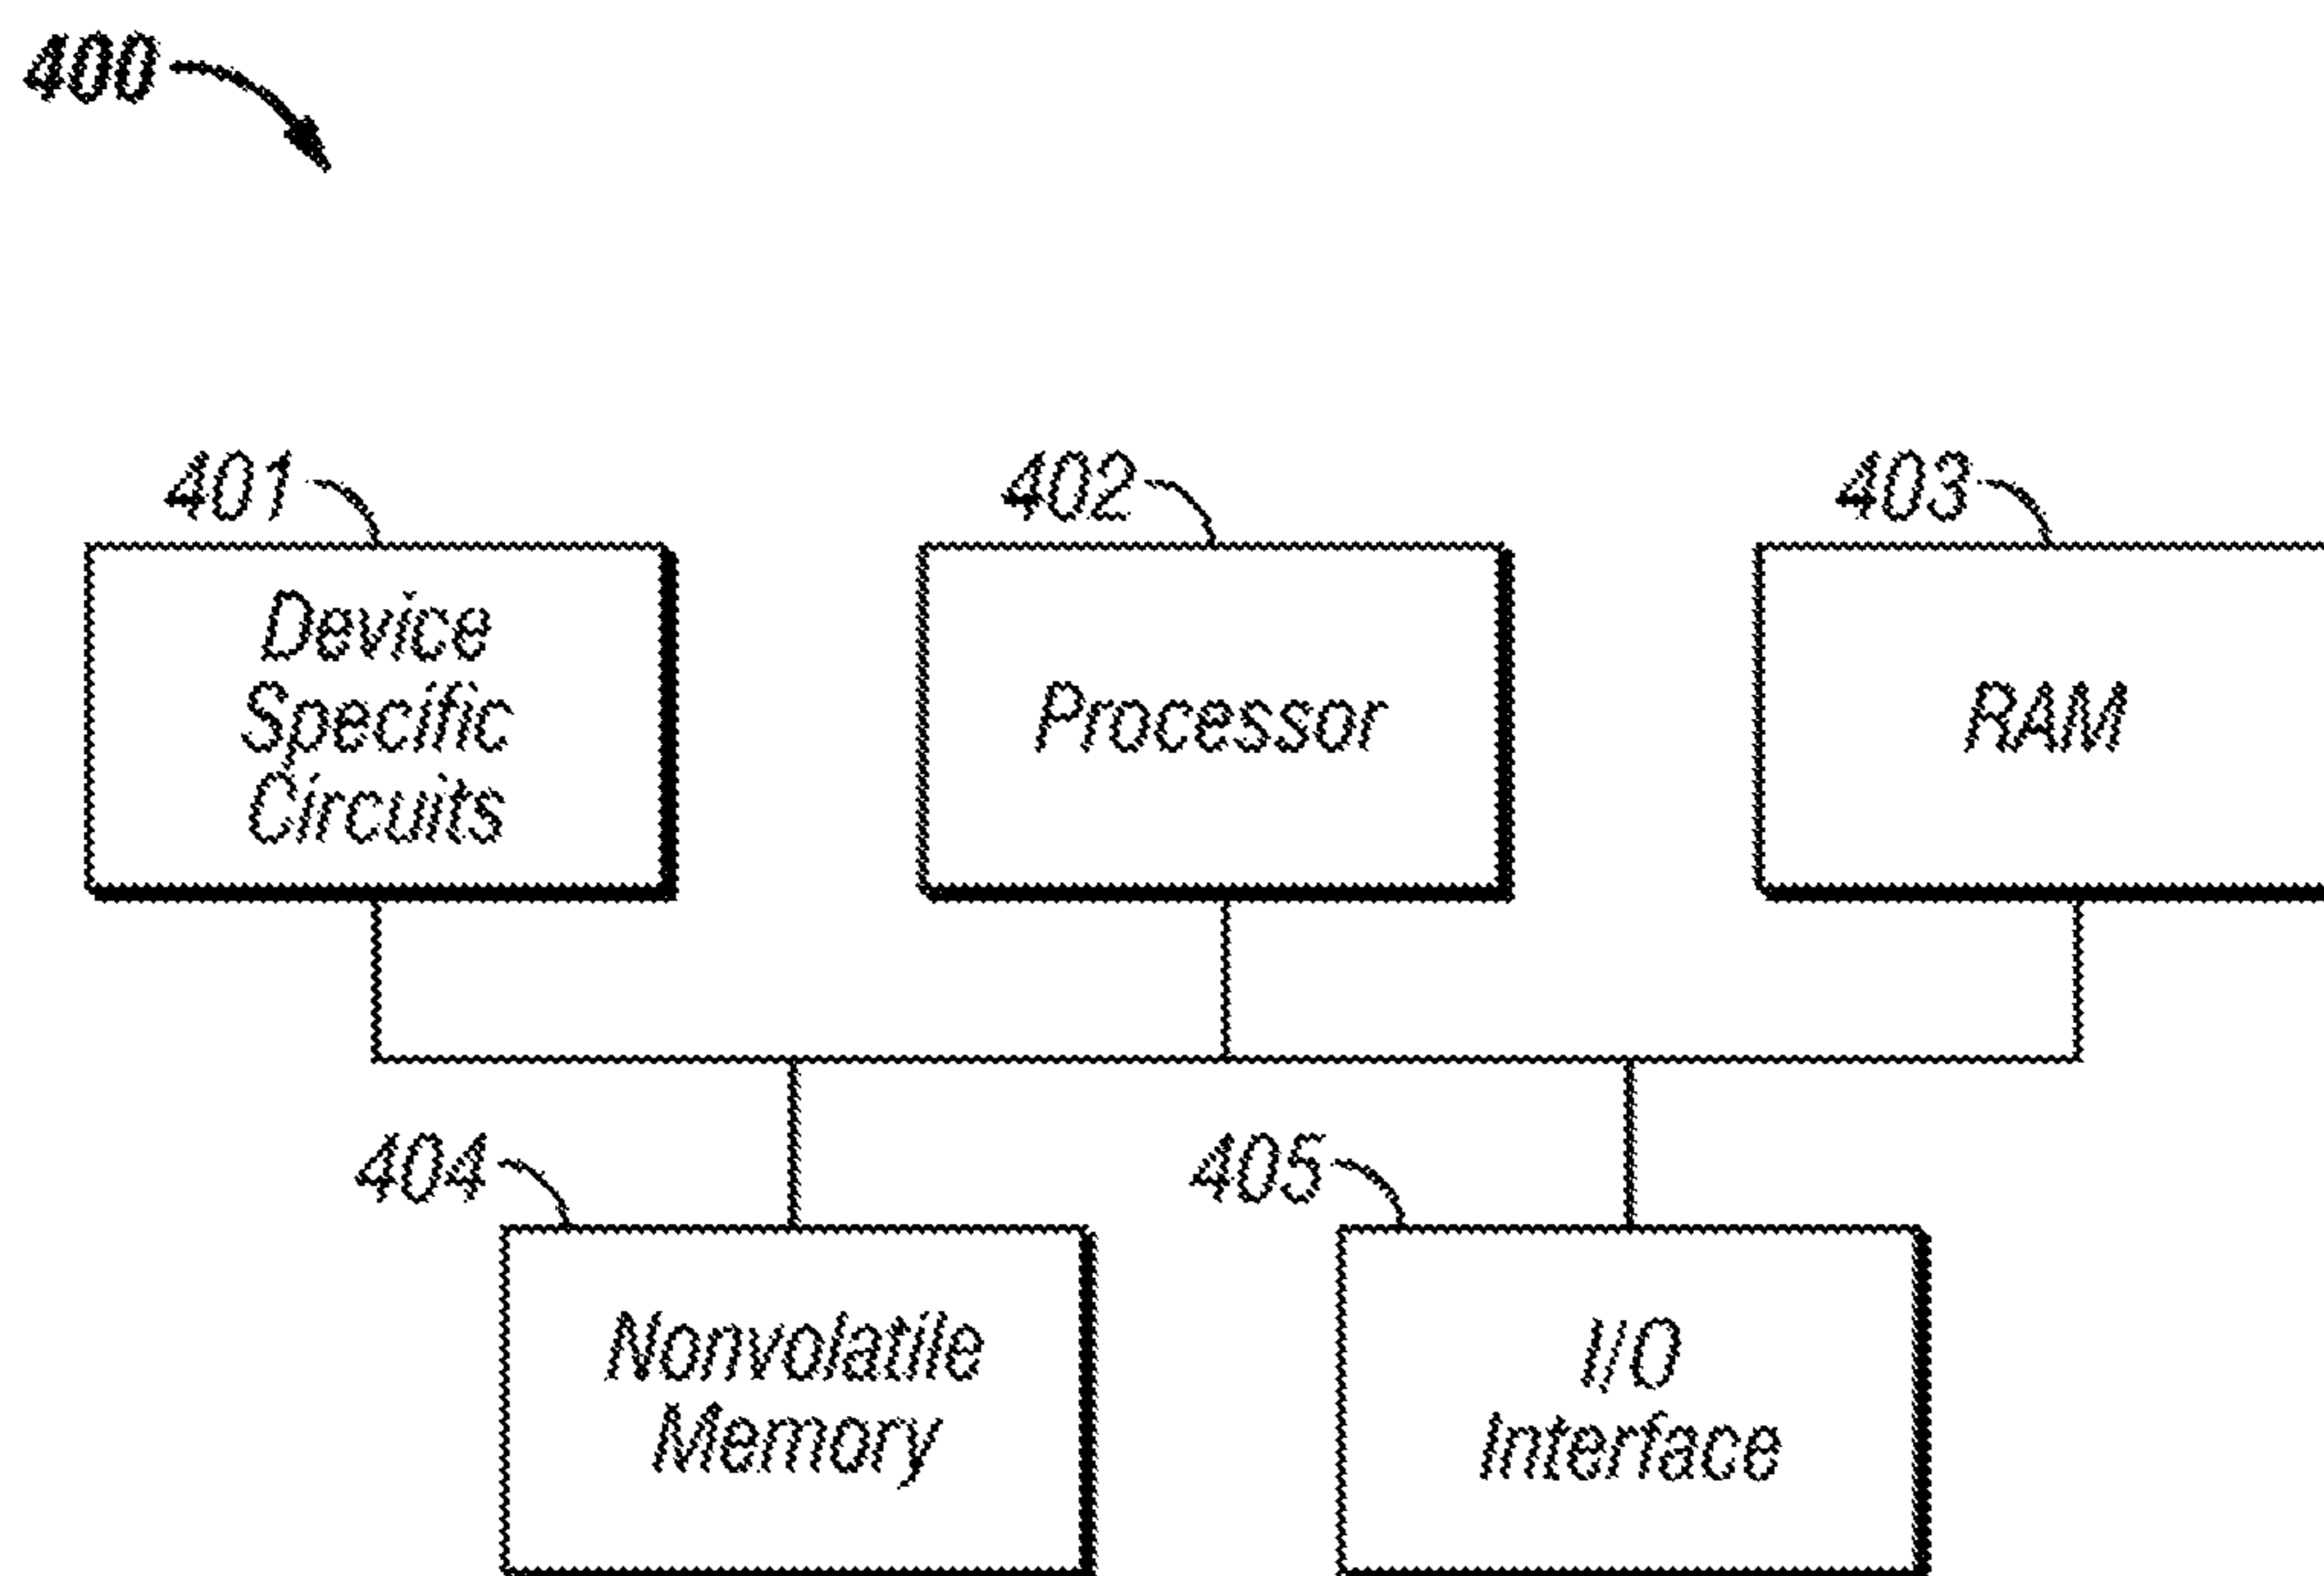 400
401
402
403
Device
Specific
Circuits
Processor
RAM
404
405
Nonvolatile
Memory
I/O
Interface